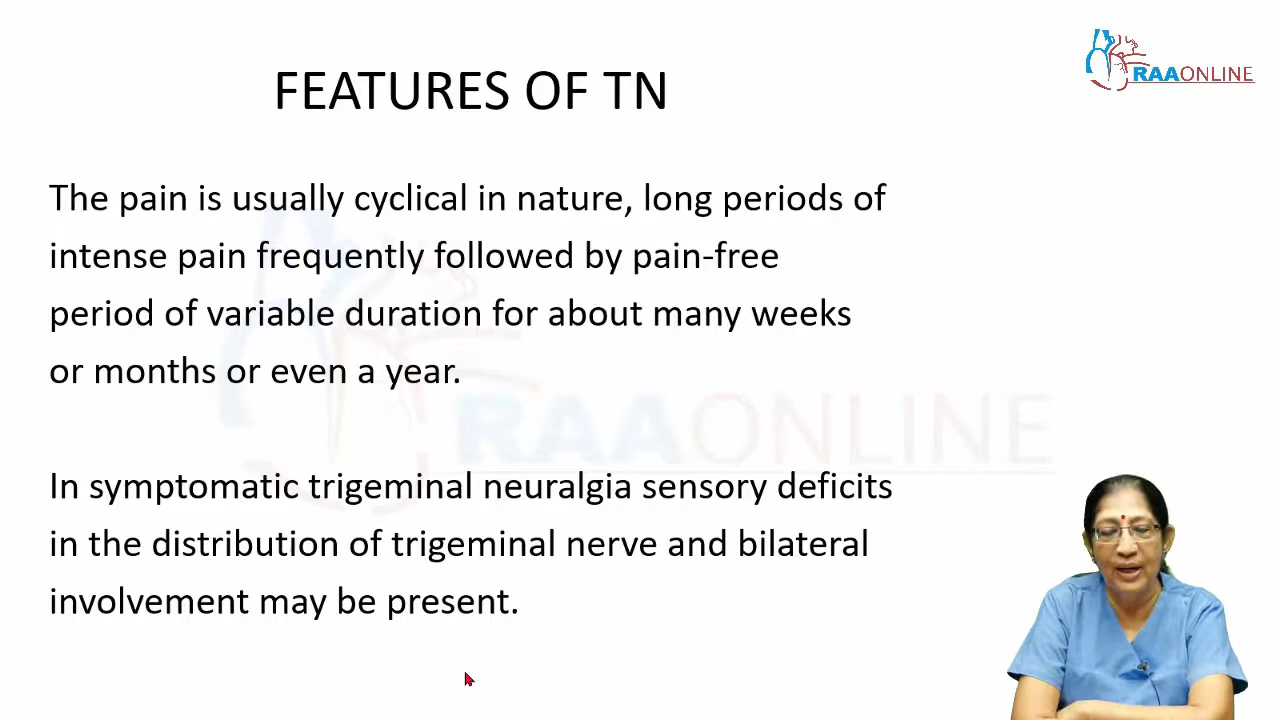 FEATURES OF TN
RAAONLINE
The pain is usually cyclical in nature, long periods of
intense pain frequently followed by pain-free
period of variable duration for about many weeks
or months or even a year.
RAAONLINE
In symptomatic trigeminal neuralgia sensory deficits
in the distribution of trigeminal nerve and bilateral
involvement may be present.